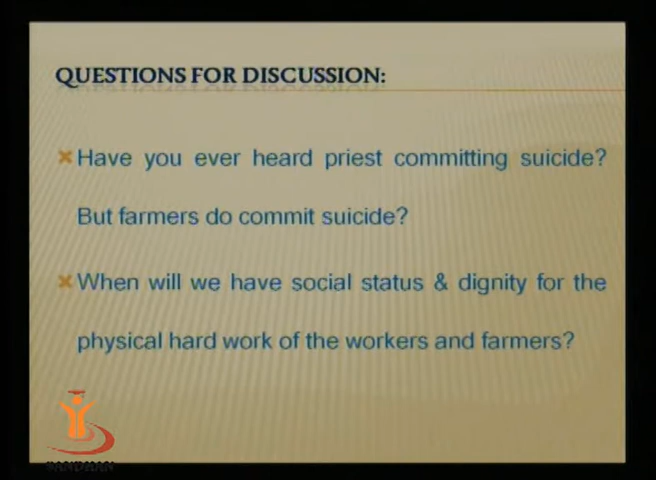 QUESTIONS FOR DISCUSSION:
Have you ever heard priest committing suicide?
But farmers do commit suicide?
When will we have social status & dignity for the
physical hard work of the workers and farmers?
SANDHAN